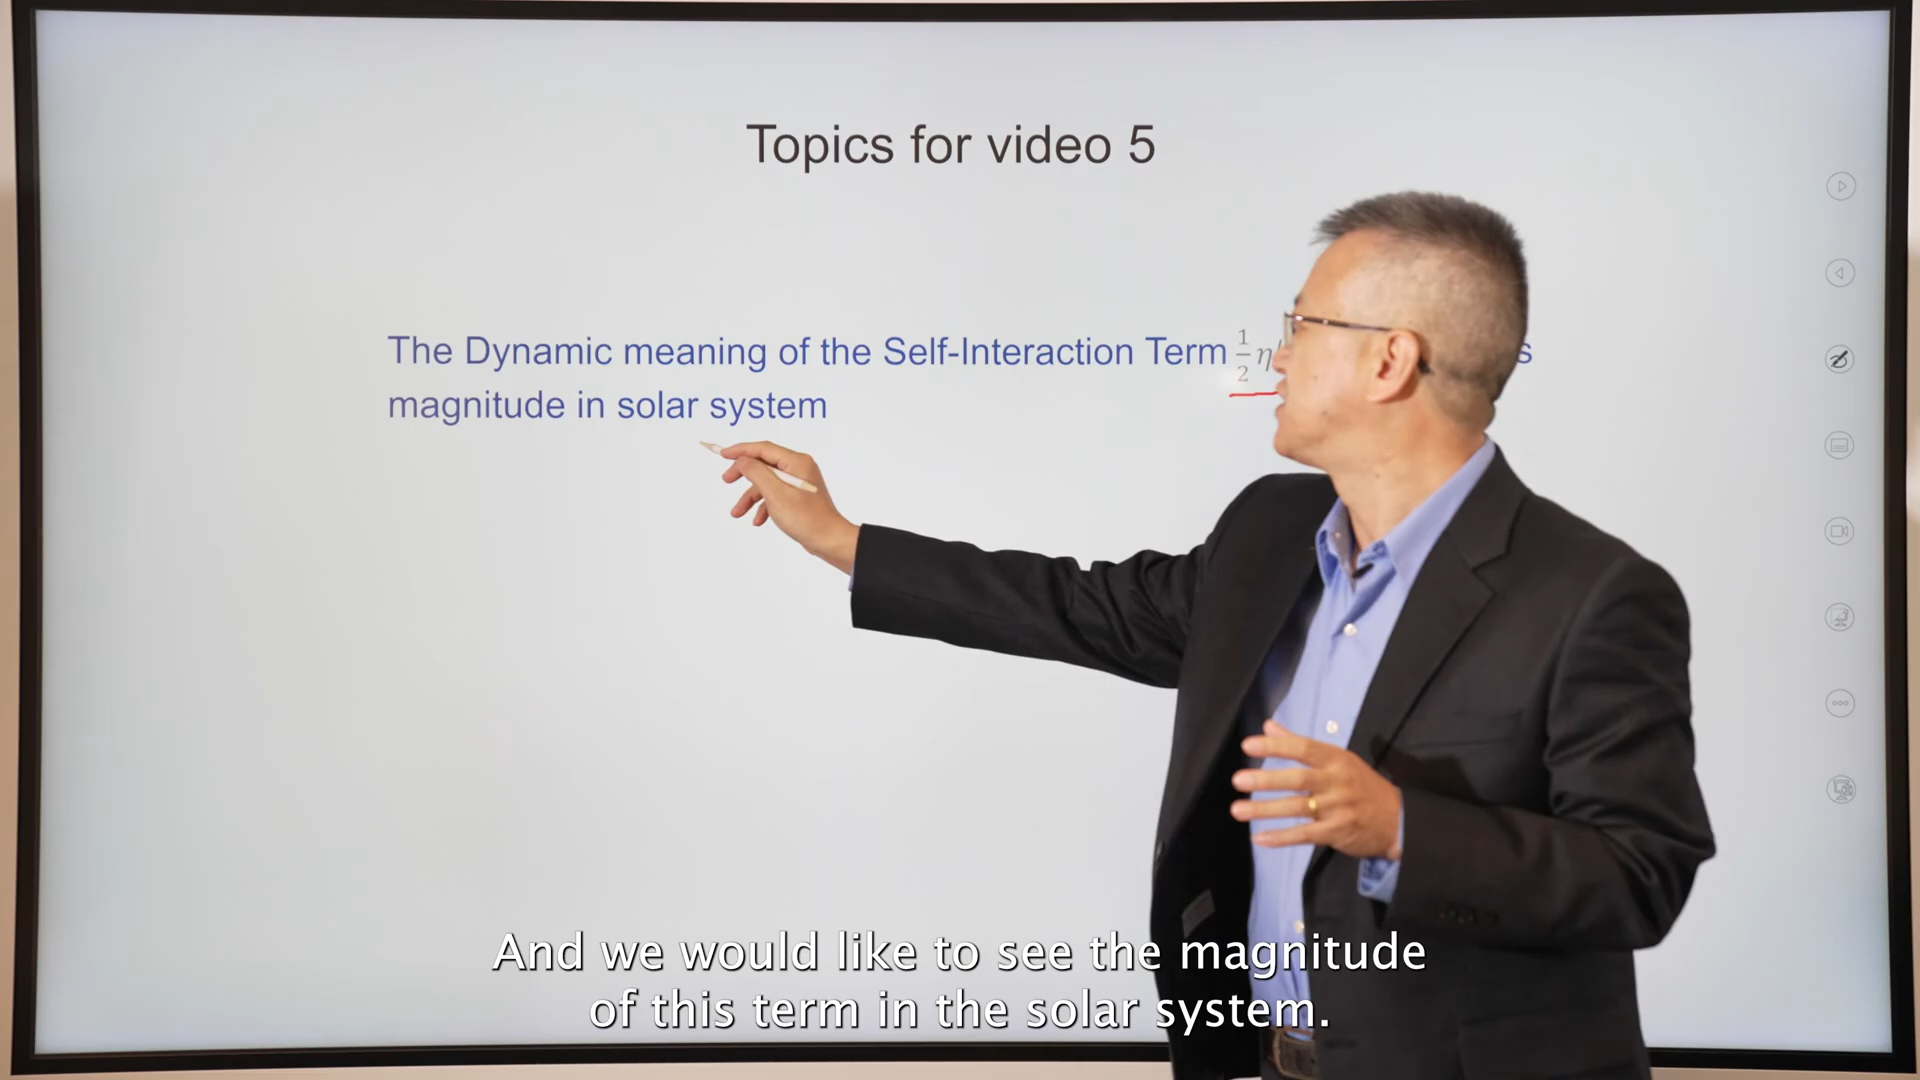 Topics for video 5
The Dynamic meaning of the Self-Interaction Term ½ η′ s
magnitude in solar system
And we would like to see the magnitude
of this term in the solar system.